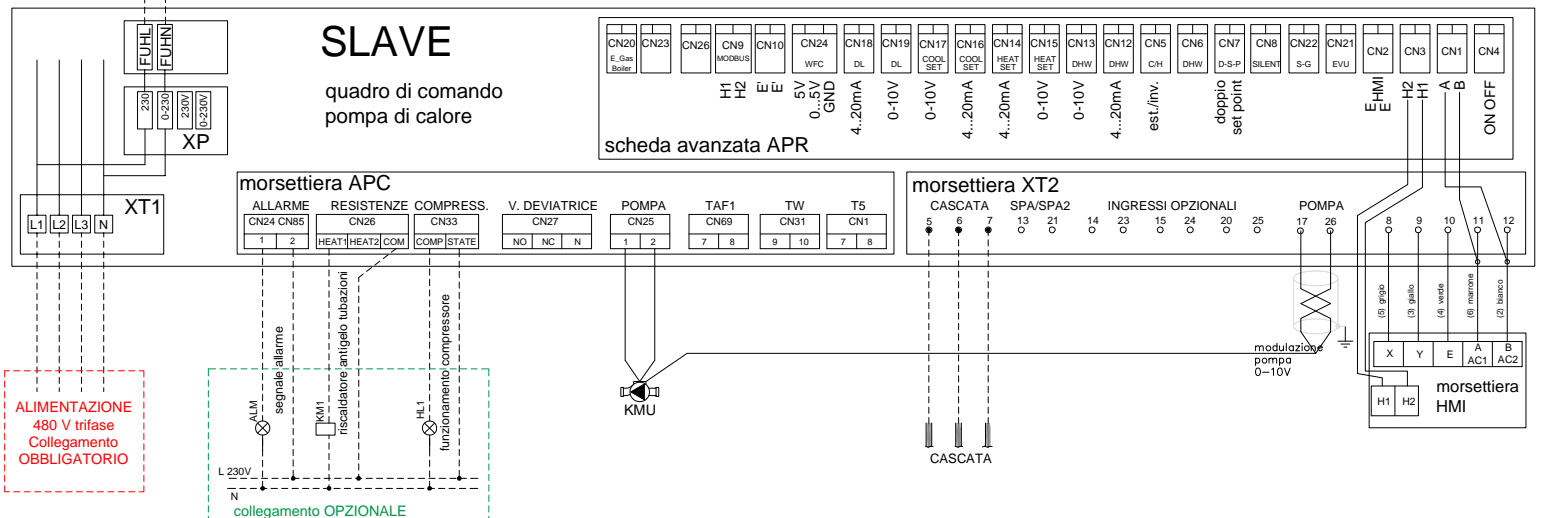 SLAVE
quadro di comando
pompa di calore
FUHL
FUHN
230
0-230
230V
0-230V
XP
XT1
L1 L2 L3 N
CN20 E_Gas Boiler
CN23
CN26
CN9 MODBUS
CN10
CN24 WFC
CN18 DL
CN19 DL
CN17 COOL SET
CN16 COOL SET
CN14 HEAT SET
CN15 HEAT SET
CN13 DHW
CN12 DHW
CN5 C/H
CN6 DHW
CN7 D-S-P
CN8 SILENT
CN22 S-G
CN21 EVU
CN2
CN3
CN1
CN4
H1
H2
E'
E'
5V
0...5V
GND
4...20mA
0-10V
0-10V
4...20mA
4...20mA
0-10V
0-10V
4...20mA
est./inv.
doppio
set point
E
HMI
E
H2
H1
A
B
ON OFF
scheda avanzata APR
morsettiera APC
ALLARME RESISTENZE COMPRESS. V. DEVIATRICE POMPA TAF1 TW T5
CN24 CN85 CN26 CN33 CN27 CN25 CN69 CN31 CN1
1 2 HEAT1 HEAT2 COM COMP STATE NO NC N 1 2 7 8 9 10 7 8
morsettiera XT2
CASCATA SPA/SPA2 INGRESSI OPZIONALI POMPA
5 6 7 13 21 14 23 15 24 20 25 17 26 8 9 10 11 12
segnale allarme
riscaldatore antigelo tubazioni
funzionamento compressore
ALM
KM1
HL1
L 230V
N
collegamento OPZIONALE
ALIMENTAZIONE
480 V trifase
Collegamento
OBBLIGATORIO
KMU
CASCATA
modulazione
pompa
0-10V
(5) grigio
(3) giallo
(4) verde
(6) marrone
(2) bianco
X Y E A AC1 B AC2
H1 H2
morsettiera
HMI